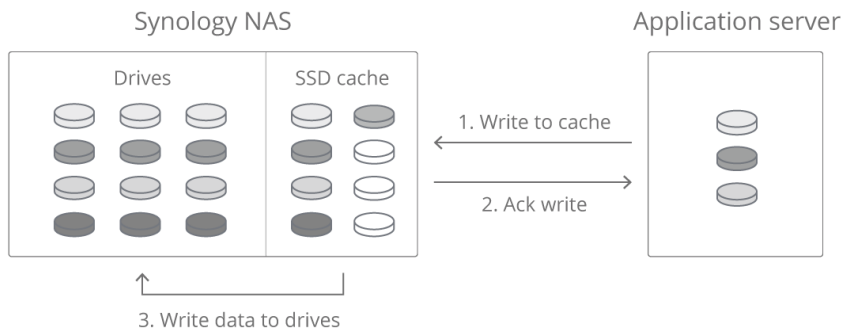 Synology NAS
Application server
Drives
SSD cache
1. Write to cache
2. Ack write
3. Write data to drives